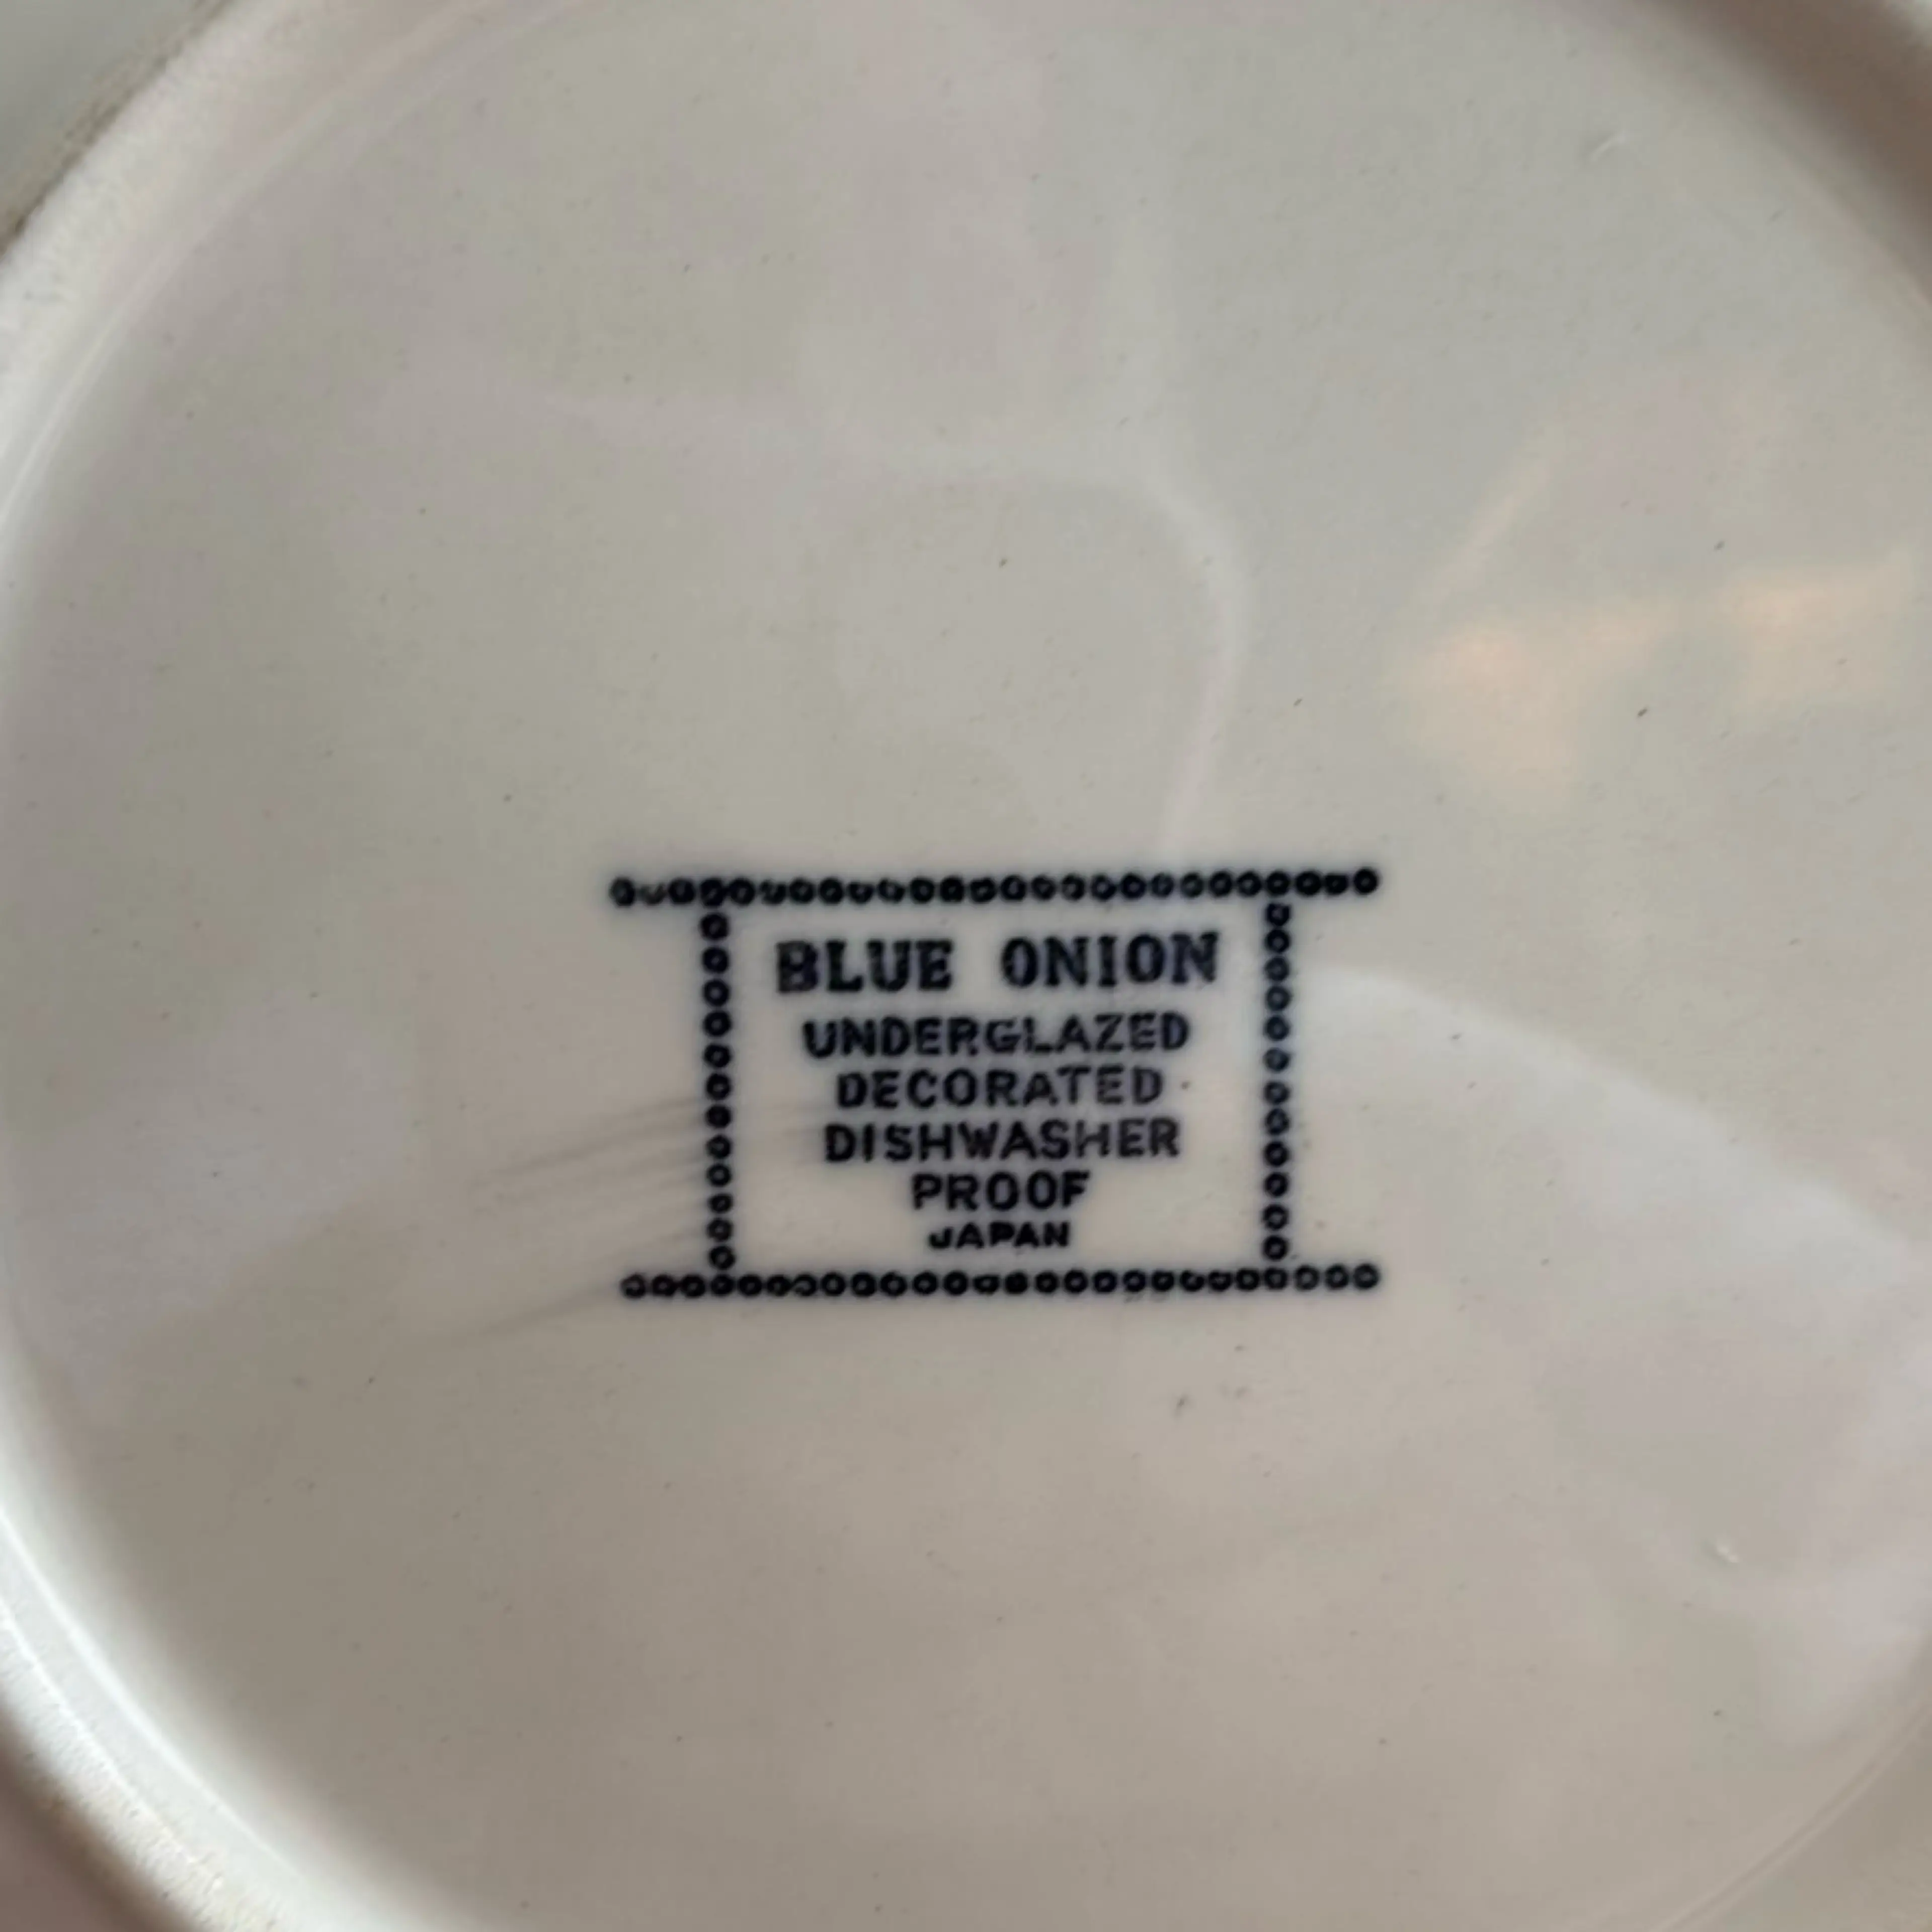 BLUE ONION
UNDERGLAZED
DECORATED
DISHWASHER
PROOF
JAPAN